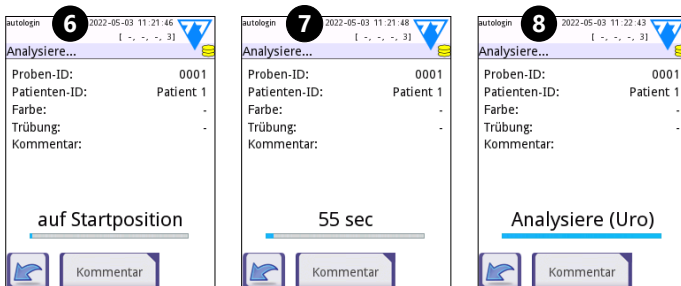 6
autologin 2022-05-03 11:21:46
[ -, -, -, 3]
Analysiere...
Proben-ID: 0001
Patienten-ID: Patient 1
Farbe: -
Trübung: -
Kommentar:
auf Startposition
Kommentar
7
autologin 2022-05-03 11:21:48
[ -, -, -, 3]
Analysiere...
Proben-ID: 0001
Patienten-ID: Patient 1
Farbe: -
Trübung: -
Kommentar:
55 sec
Kommentar
8
autologin 2022-05-03 11:22:43
[ -, -, -, 3]
Analysiere...
Proben-ID: 0001
Patienten-ID: Patient 1
Farbe: -
Trübung: -
Kommentar:
Analysiere (Uro)
Kommentar